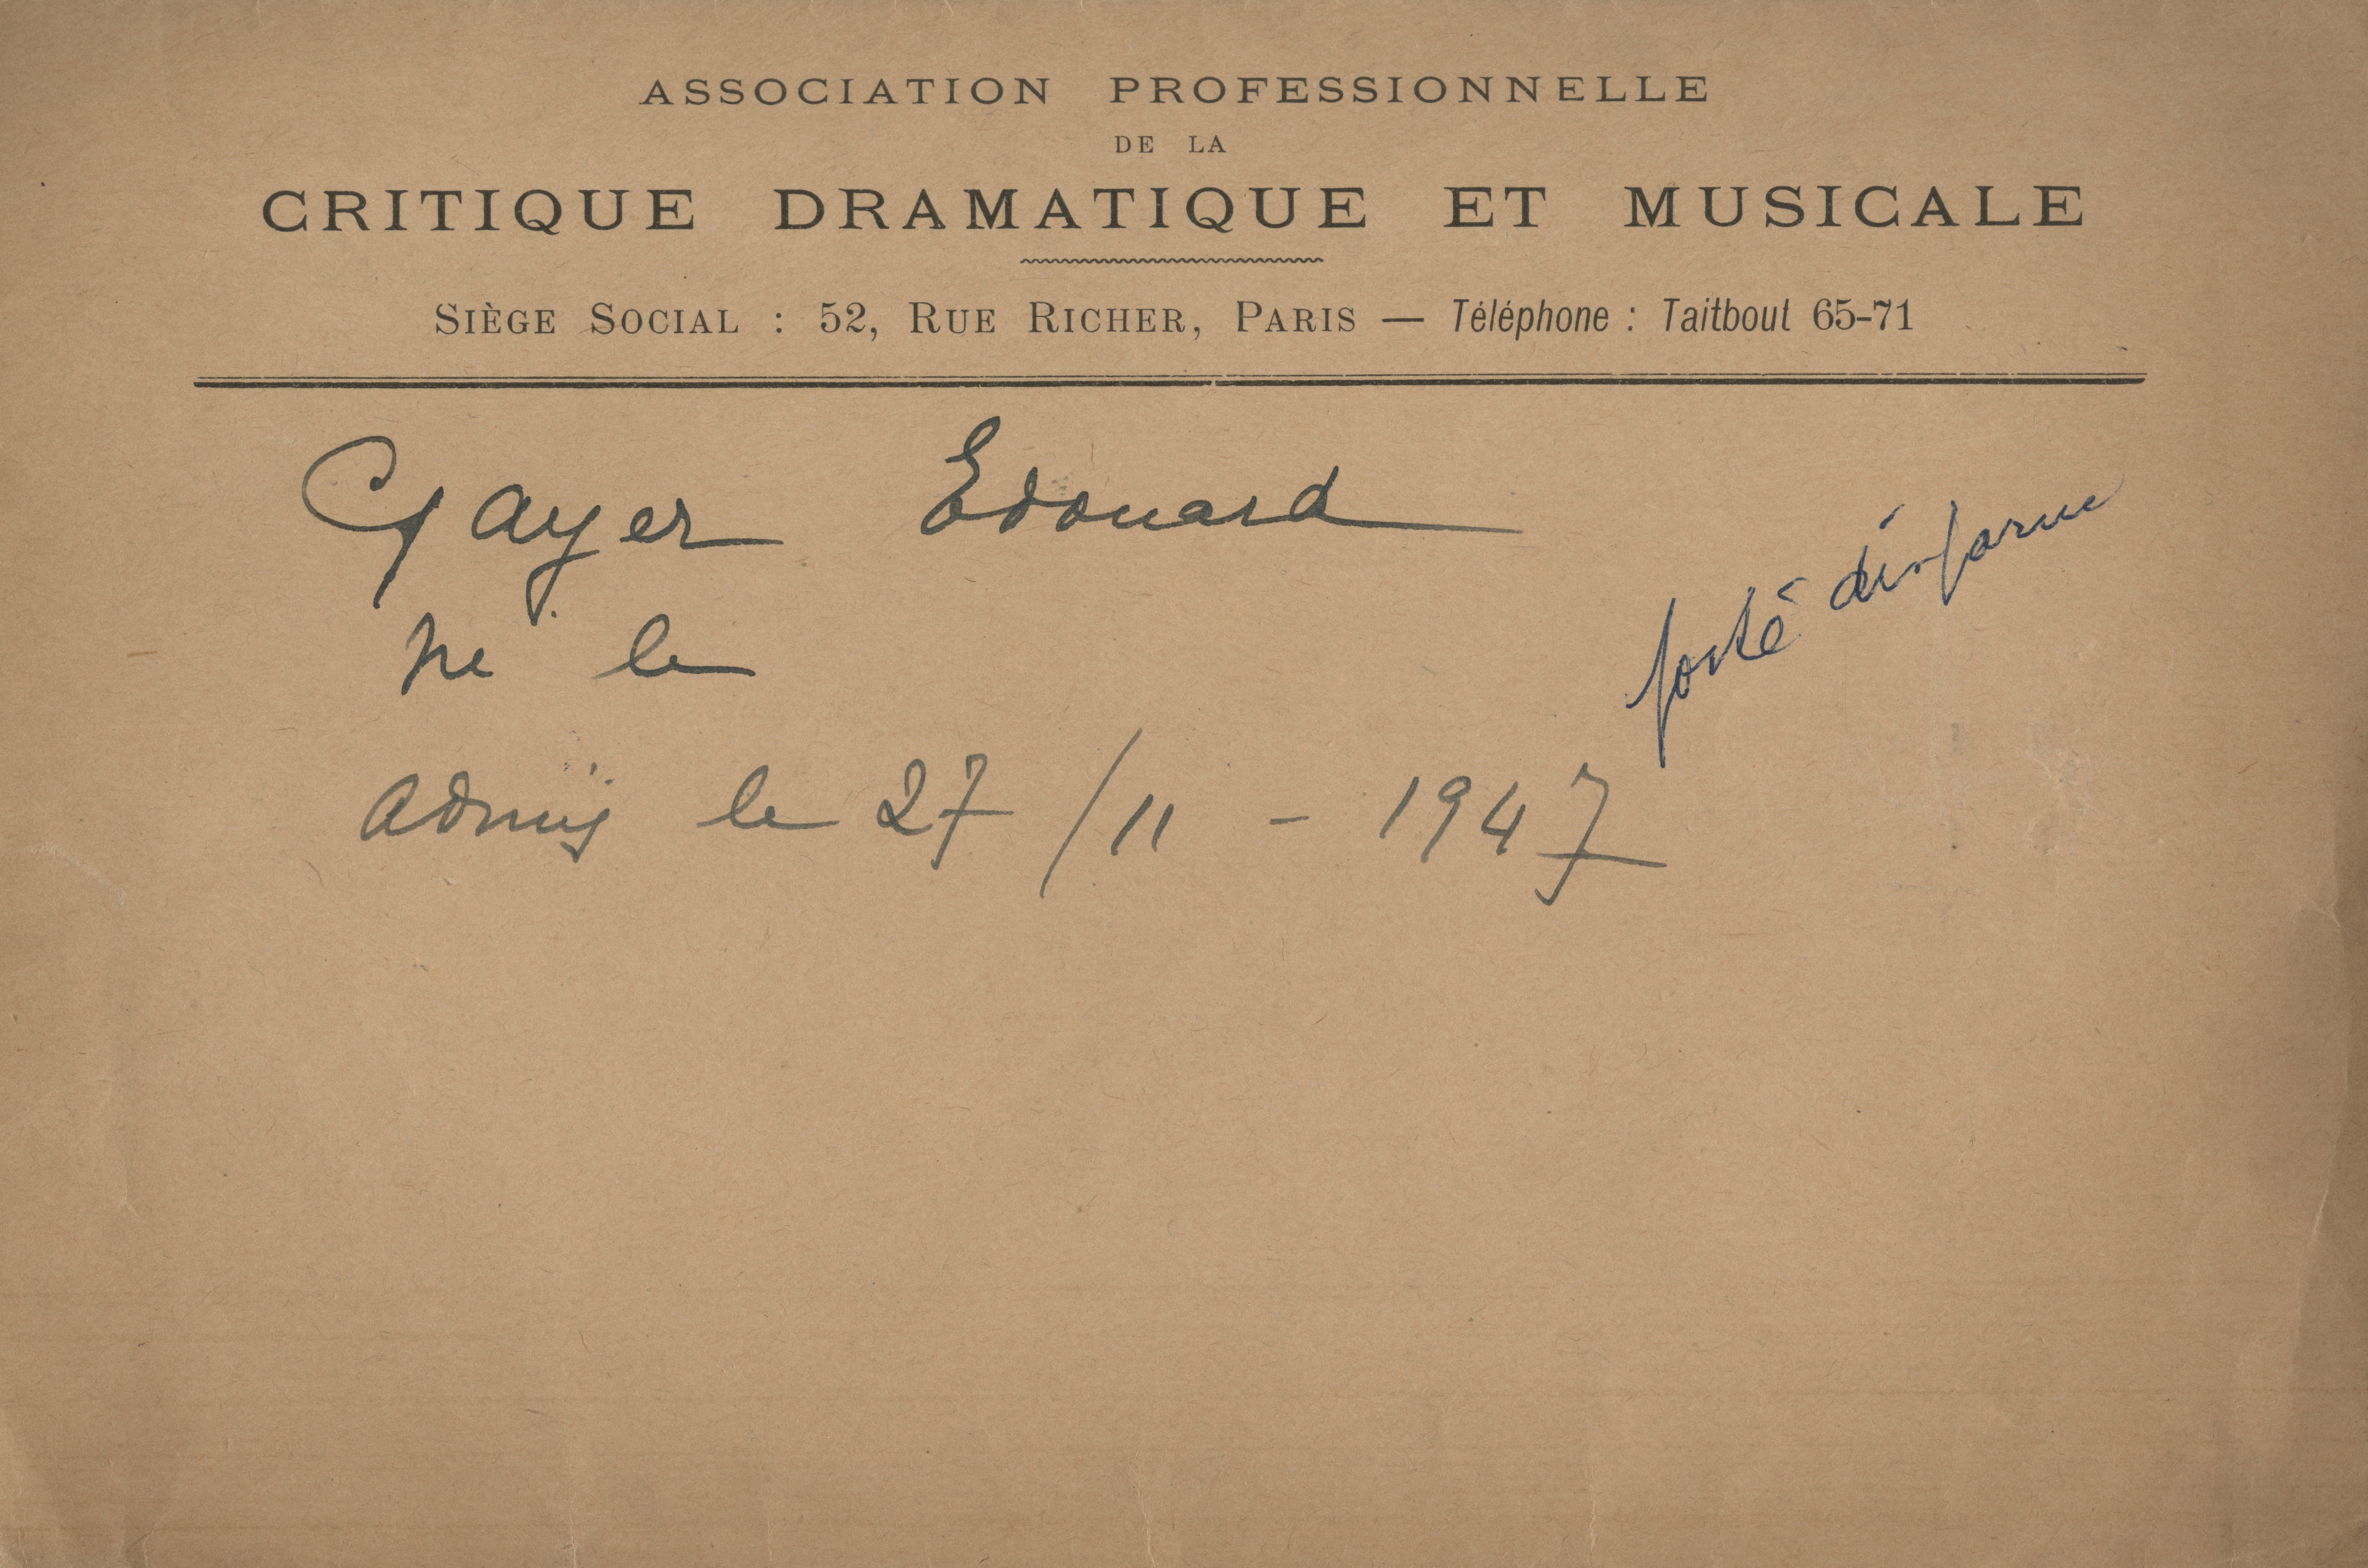 ASSOCIATION PROFESSIONNELLE
DE LA
CRITIQUE DRAMATIQUE ET MUSICALE
SIÈGE SOCIAL : 52, RUE RICHER, PARIS — Téléphone : Taitbout 65-71
Gayer Edouard
né le
porté disparu
admis le 27/11 - 1947